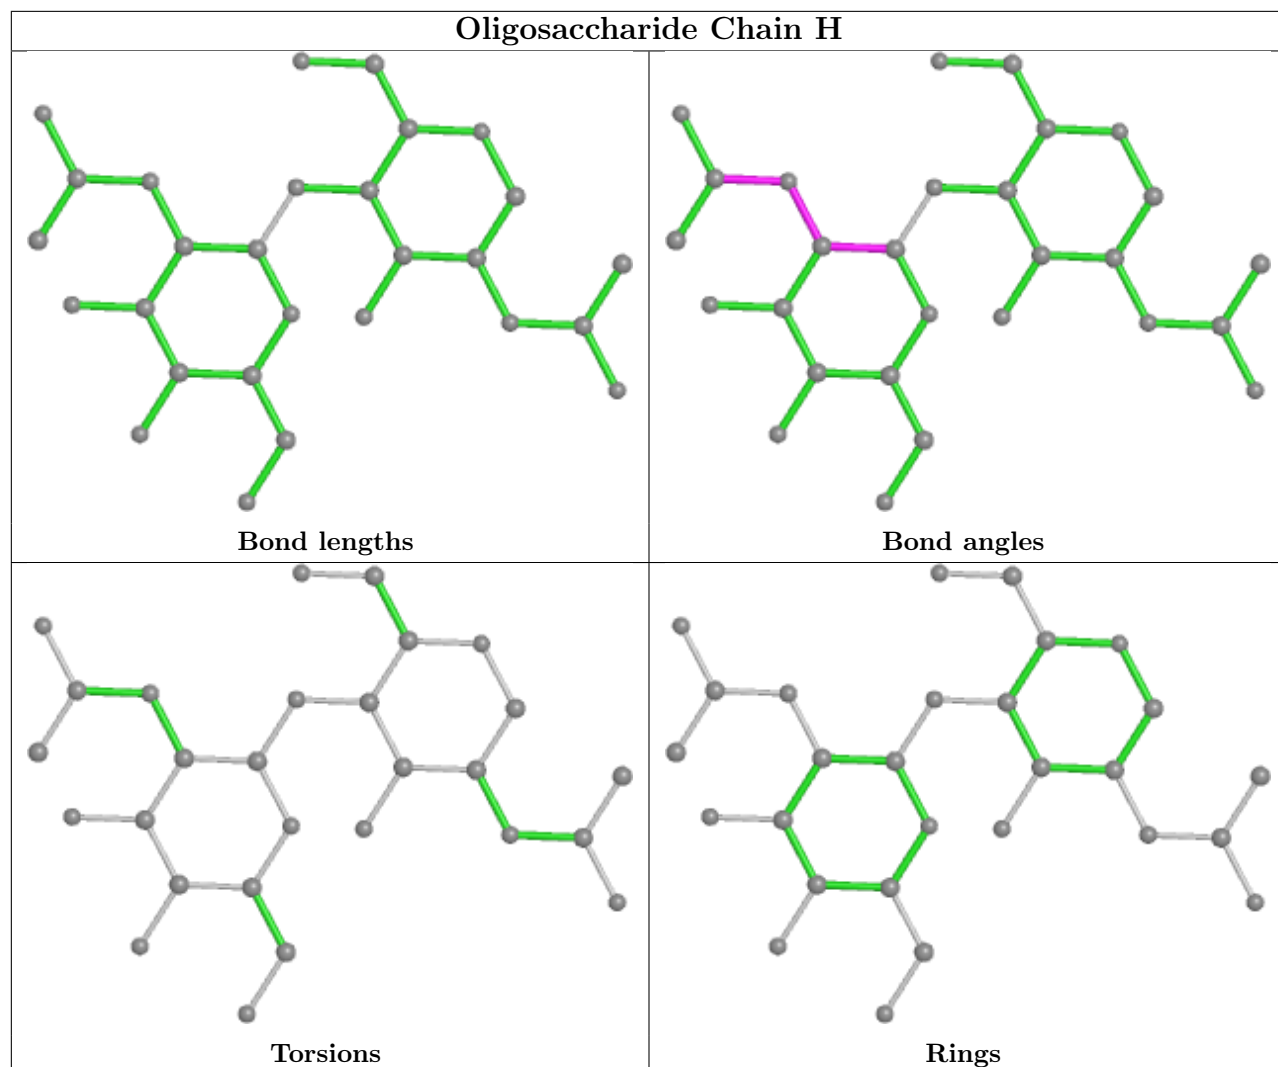 Oligosaccharide Chain H
Bond lengths
Bond angles
Torsions
Rings